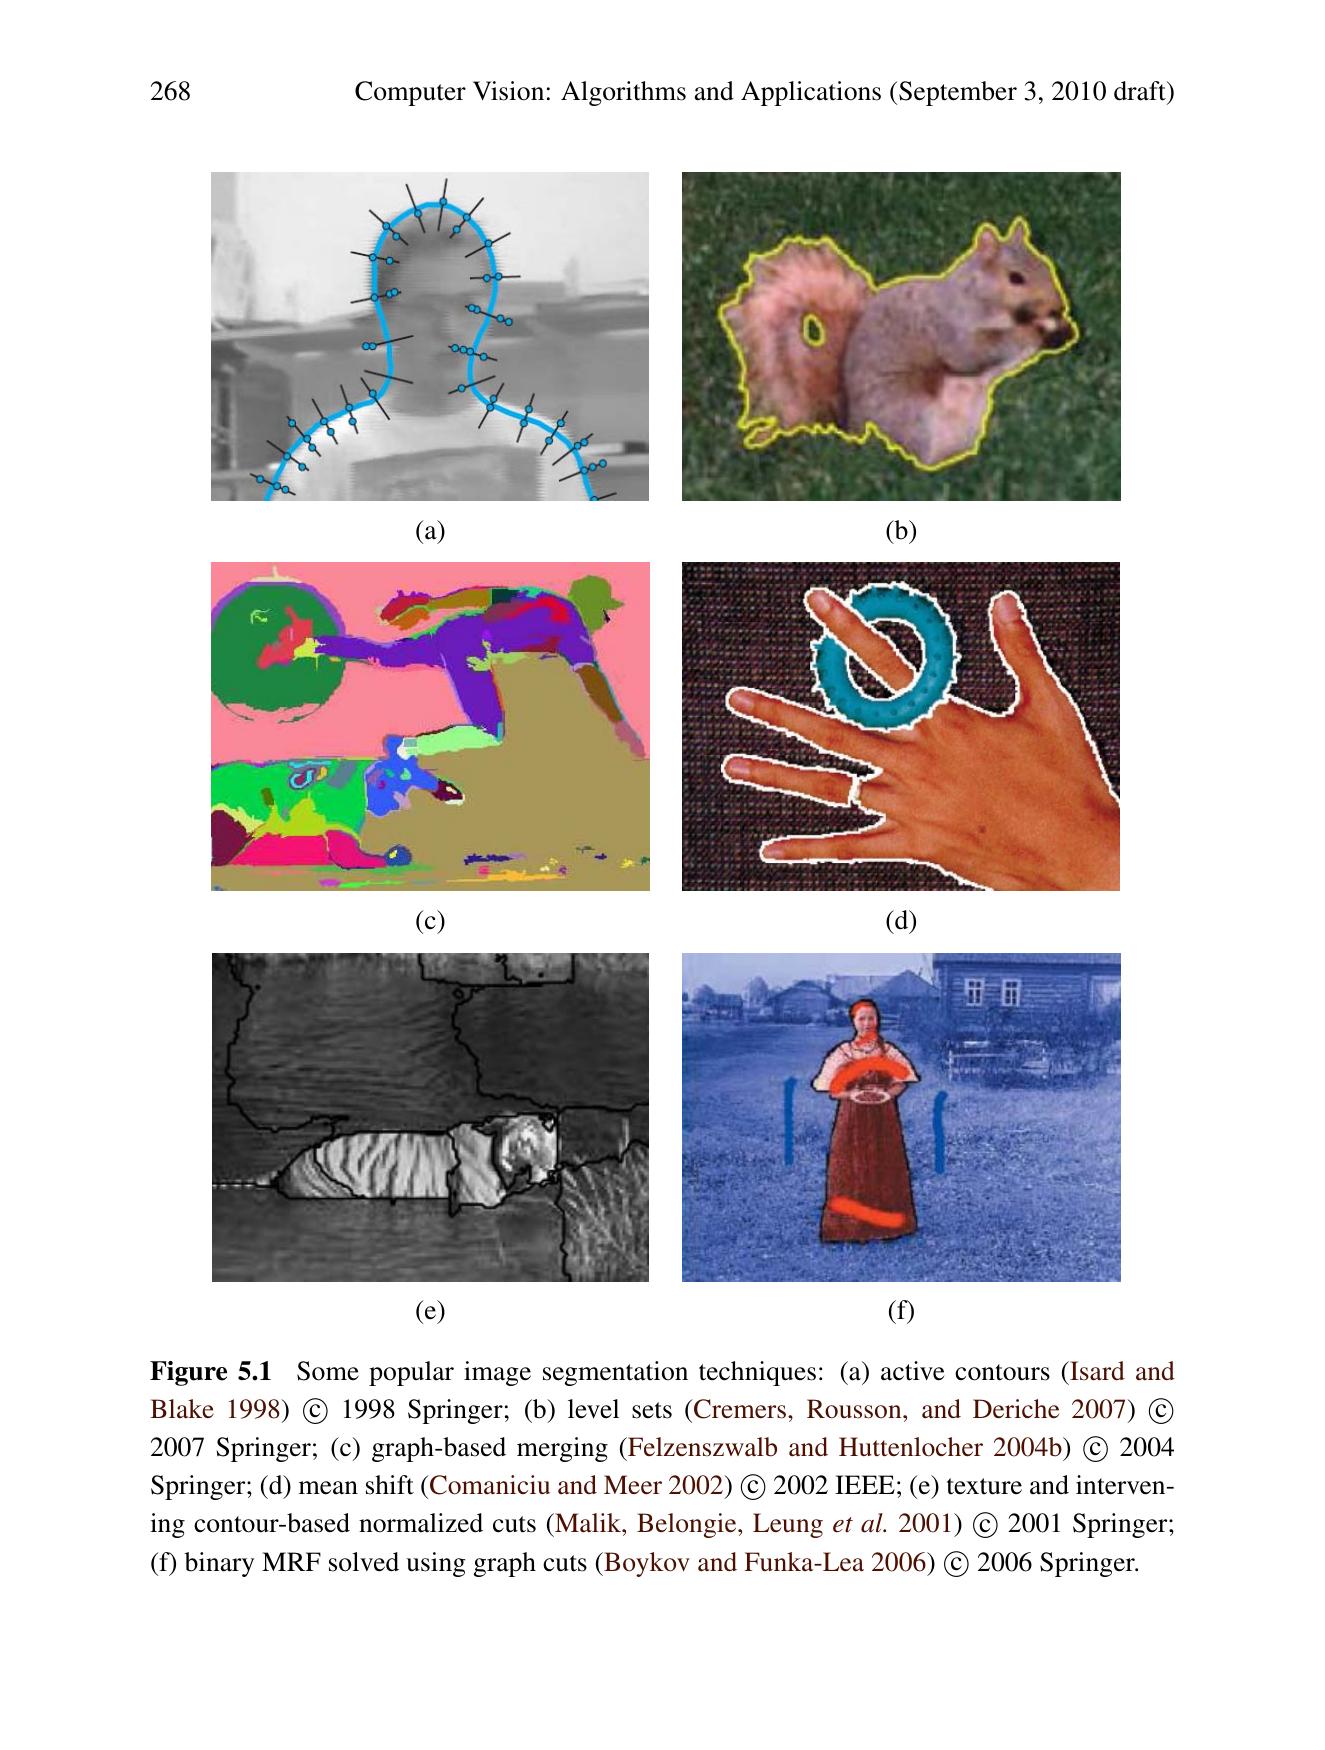 268
Computer Vision: Algorithms and Applications (September 3, 2010 draft)
(a)
(b)
(c)
(d)
(e)
(f)
Figure 5.1 Some popular image segmentation techniques: (a) active contours (Isard and
Blake 1998) © 1998 Springer; (b) level sets (Cremers, Rousson, and Deriche 2007) ©
2007 Springer; (c) graph-based merging (Felzenszwalb and Huttenlocher 2004b) © 2004
Springer; (d) mean shift (Comaniciu and Meer 2002) © 2002 IEEE; (e) texture and interven-
ing contour-based normalized cuts (Malik, Belongie, Leung et al. 2001) © 2001 Springer;
(f) binary MRF solved using graph cuts (Boykov and Funka-Lea 2006) © 2006 Springer.